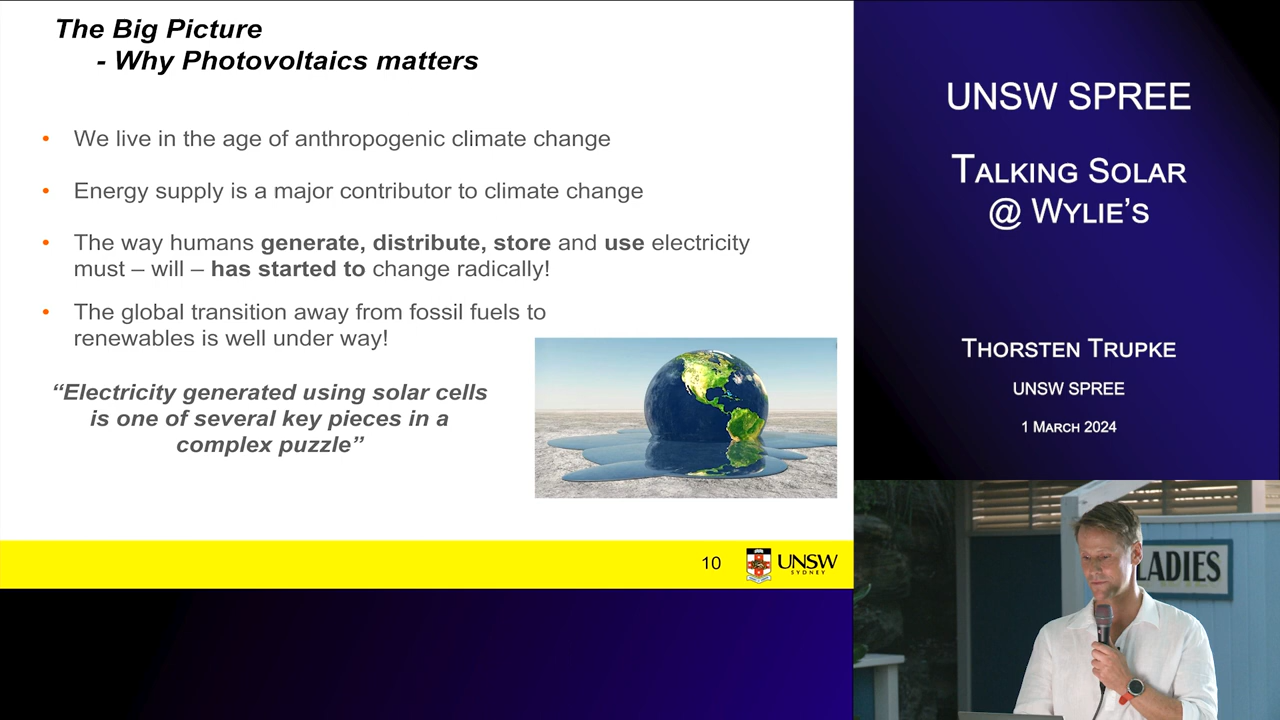 The Big Picture
- Why Photovoltaics matters
• We live in the age of anthropogenic climate change
• Energy supply is a major contributor to climate change
• The way humans generate, distribute, store and use electricity
must – will – has started to change radically!
• The global transition away from fossil fuels to
renewables is well under way!
“Electricity generated using solar cells
is one of several key pieces in a
complex puzzle”
10
UNSW
SYDNEY
UNSW SPREE
TALKING SOLAR
@ WYLIE’S
THORSTEN TRUPKE
UNSW SPREE
1 MARCH 2024
LADIES